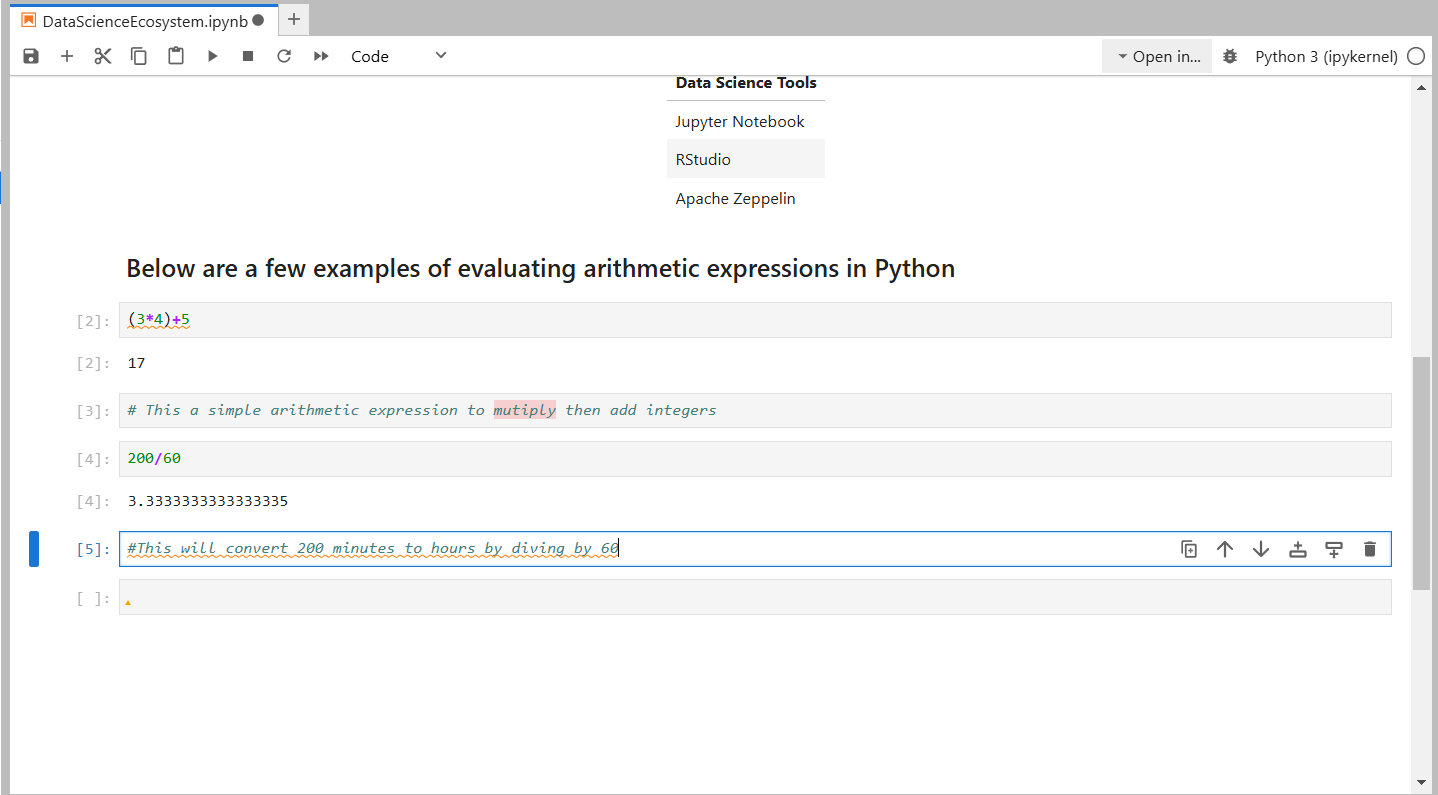 DataScienceEcosystem.ipynb
Code
Open in...
Python 3 (ipykernel)
Data Science Tools
Jupyter Notebook
RStudio
Apache Zeppelin
Below are a few examples of evaluating arithmetic expressions in Python
[2]: (3*4)+5
[2]: 17
[3]: # This a simple arithmetic expression to mutiply then add integers
[4]: 200/60
[4]: 3.3333333333333335
[5]: #This will convert 200 minutes to hours by diving by 60
[ ]: